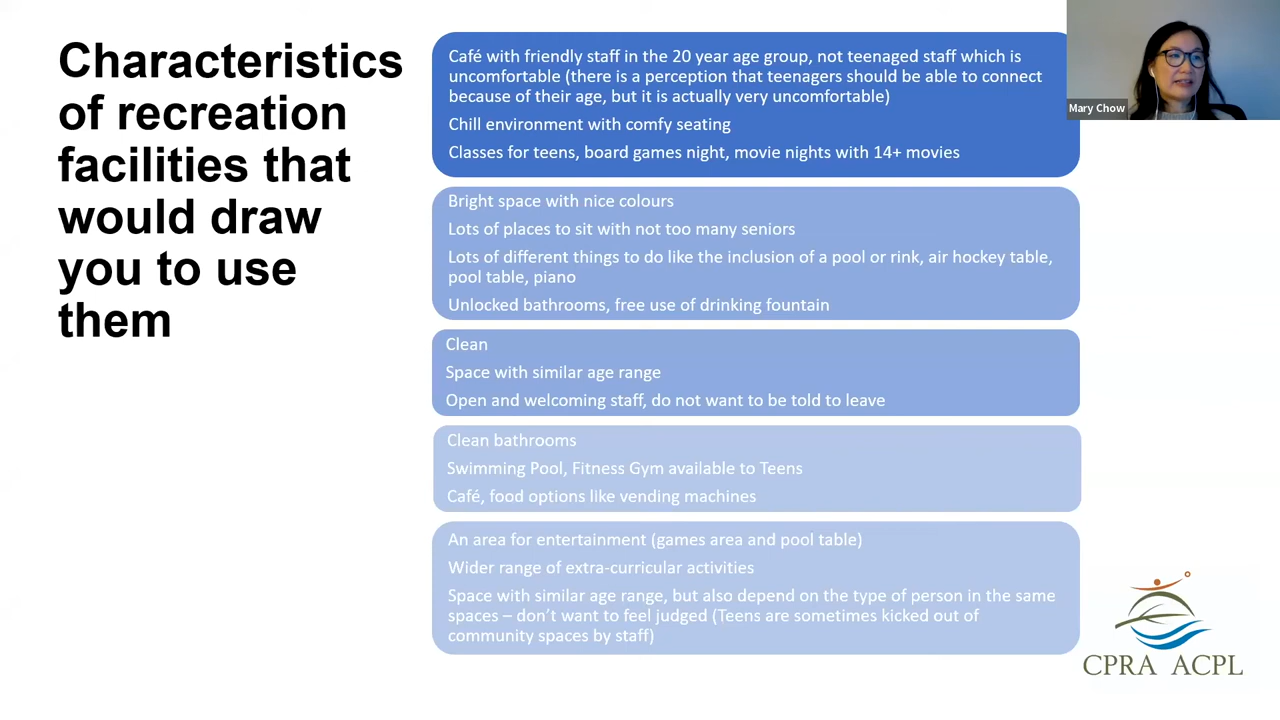 Characteristics
of recreation
facilities that
would draw
you to use
them
Café with friendly staff in the 20 year age group, not teenaged staff which is
uncomfortable (there is a perception that teenagers should be able to connect
because of their age, but it is actually very uncomfortable)
Chill environment with comfy seating
Classes for teens, board games night, movie nights with 14+ movies
Bright space with nice colours
Lots of places to sit with not too many seniors
Lots of different things to do like the inclusion of a pool or rink, air hockey table,
pool table, piano
Unlocked bathrooms, free use of drinking fountain
Clean
Space with similar age range
Open and welcoming staff, do not want to be told to leave
Clean bathrooms
Swimming Pool, Fitness Gym available to Teens
Café, food options like vending machines
An area for entertainment (games area and pool table)
Wider range of extra-curricular activities
Space with similar age range, but also depend on the type of person in the same
spaces – don’t want to feel judged (Teens are sometimes kicked out of
community spaces by staff)
Mary Chow
CPRA ACPL